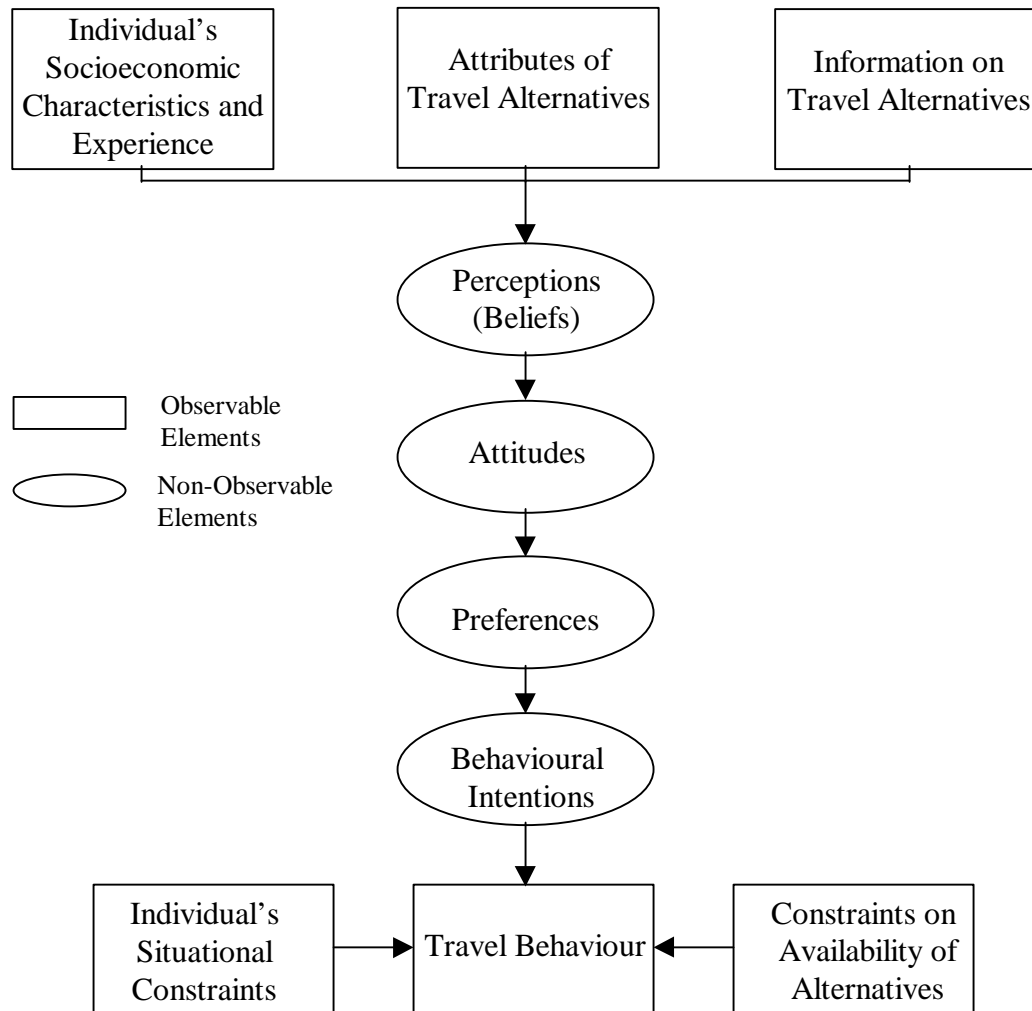 Individual’s
Socioeconomic
Characteristics and
Experience
Attributes of
Travel Alternatives
Information on
Travel Alternatives
Perceptions
(Beliefs)
Observable
Elements
Attitudes
Non-Observable
Elements
Preferences
Behavioural
Intentions
Individual’s
Situational
Constraints
Travel Behaviour
Constraints on
Availability of
Alternatives